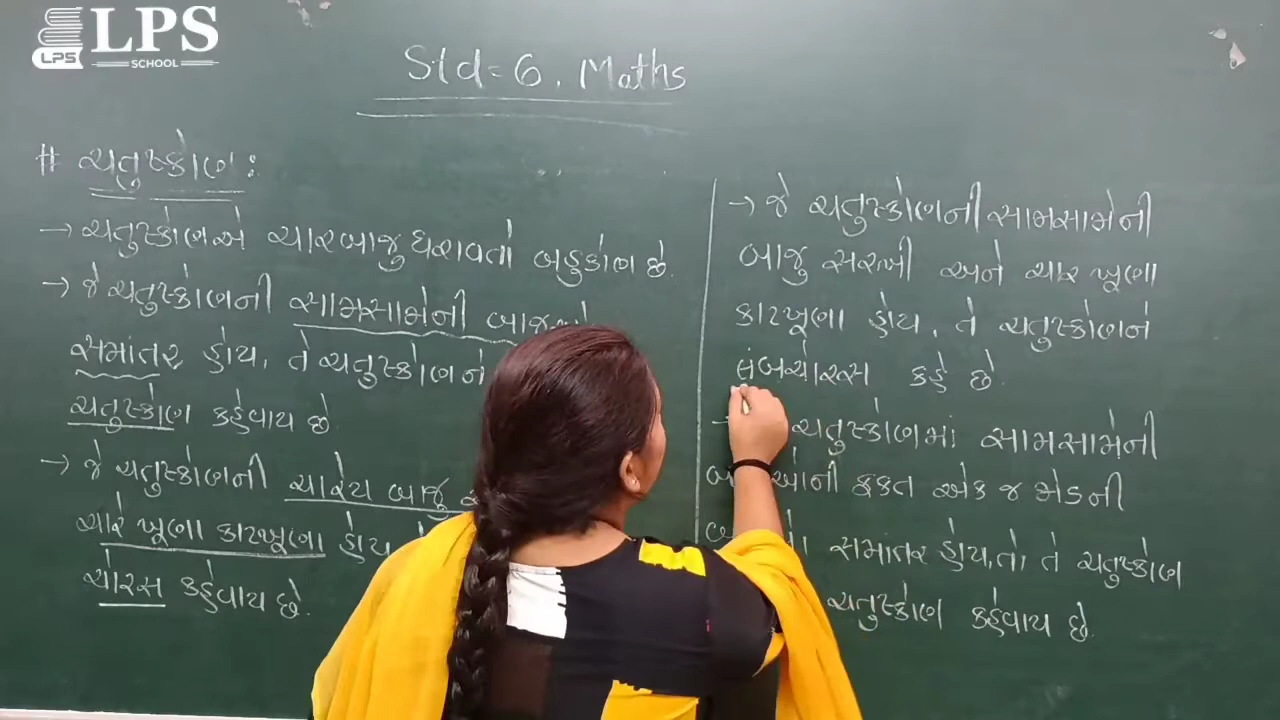 LPS
LPS
SCHOOL
Std = 6. Maths
# ચતુષ્કોણ :
→ ચતુષ્કોણએ ચારબાજુ ધરાવતો બહુકોણ છે.
→ જે ચતુષ્કોણની સામસામેની
સમાંતર હોય, તે ચતુષ્કોણને
ચતુષ્કોણ કહેવાય છે.
→ જે ચતુષ્કોણની ચારેય બાજુ
ચારે ખૂણા કાટખૂણા હોય
ચોરસ કહેવાય છે.
→ જે ચતુષ્કોણની સામસામેની
બાજુ સરખી અને ચાર ખૂણા
કાટખૂણા હોય, તે ચતુષ્કોણને
લંબચોરસ કહે છે.
→ ચતુષ્કોણમાં સામસામેની
ફકત એક જ જોડની
સમાંતર હોય,તો તે ચતુષ્કોણ
ચતુષ્કોણ કહેવાય છે.